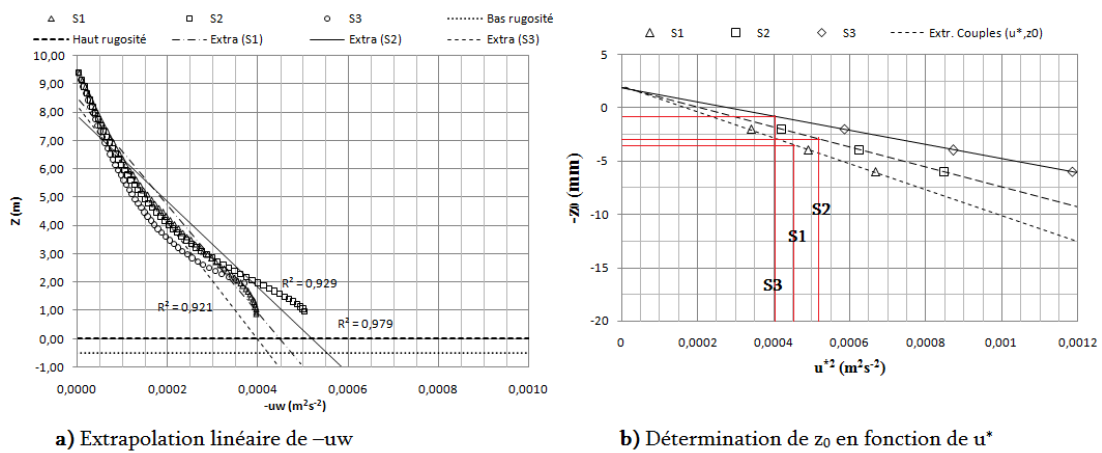 S1 S2 S3 Bas rugosité
Haut rugosité Extra (S1) Extra (S2) Extra (S3)
10,00
9,00
8,00
7,00
6,00
5,00
4,00
3,00
2,00
1,00
0,00
-1,00
Z (m)
R² = 0,929
R² = 0,921
R² = 0,979
0,0000 0,0002 0,0004 0,0006 0,0008 0,0010
-uw (m²s⁻²)
a) Extrapolation linéaire de –uw
S1 S2 S3 Extr. Couples (u*,z0)
5
0
-5
-10
-15
-20
-Z₀ (mm)
S2
S1
S3
0 0,0002 0,0004 0,0006 0,0008 0,001 0,0012
u*² (m²s⁻²)
b) Détermination de z₀ en fonction de u*